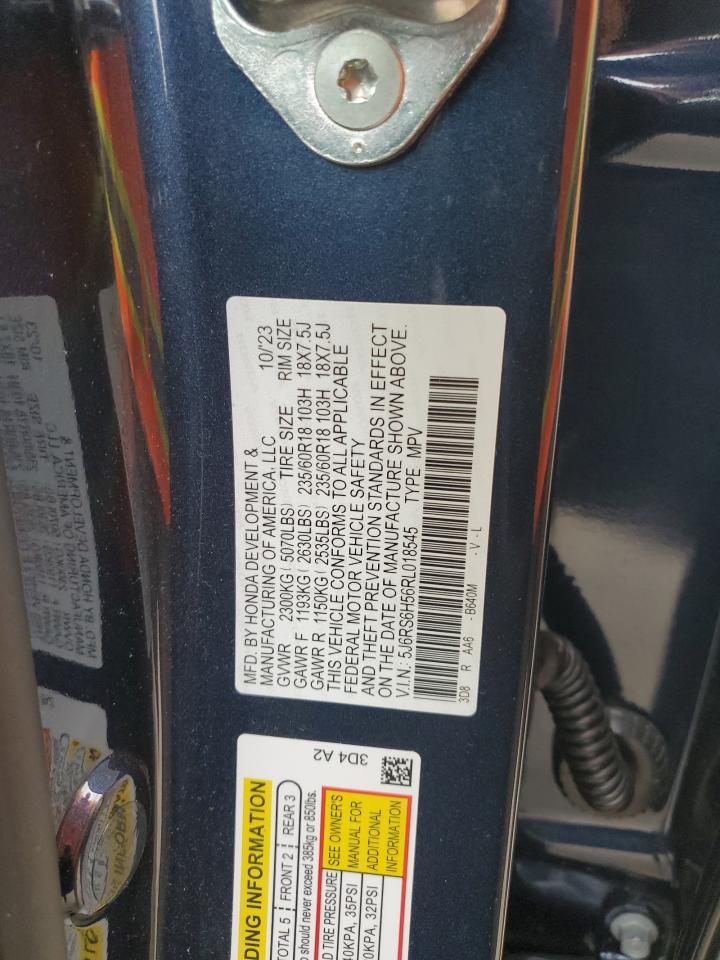 MFD. BY HONDA DEVELOPMENT &
MANUFACTURING OF AMERICA, LLC 10/'23
GVWR 2300KG ( 5070LBS) TIRE SIZE RIM SIZE
GAWR F 1193KG ( 2630LBS) 235/60R18 103H 18X7.5J
GAWR R 1150KG ( 2535LBS) 235/60R18 103H 18X7.5J
THIS VEHICLE CONFORMS TO ALL APPLICABLE
FEDERAL MOTOR VEHICLE SAFETY
AND THEFT PREVENTION STANDARDS IN EFFECT
ON THE DATE OF MANUFACTURE SHOWN ABOVE.
V.I.N.: 5J6RS6H56RL018545 TYPE MPV
3D8 R AA6 -B640M -V-L
DING INFORMATION
TOTAL 5 FRONT 2 REAR 3
should never exceed 385kg or 850lbs.
TIRE PRESSURE SEE OWNER'S
40KPA, 35PSI MANUAL FOR
0KPA, 32PSI ADDITIONAL
INFORMATION
3D4 A2